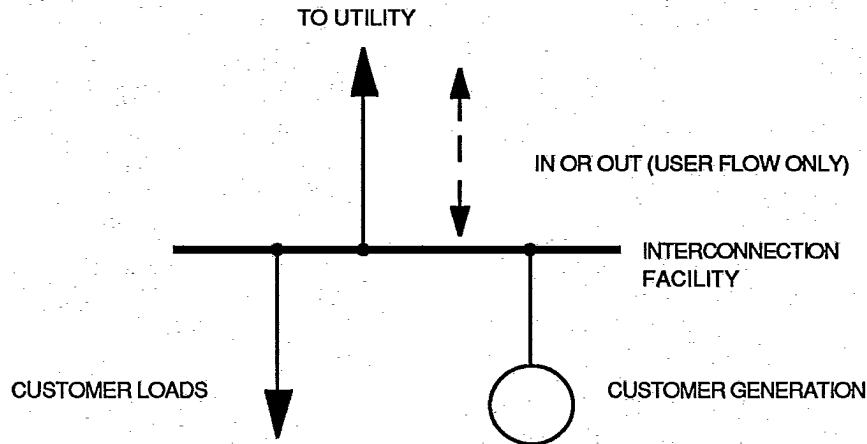 TO UTILITY
IN OR OUT (USER FLOW ONLY)
INTERCONNECTION
FACILITY
CUSTOMER LOADS
CUSTOMER GENERATION